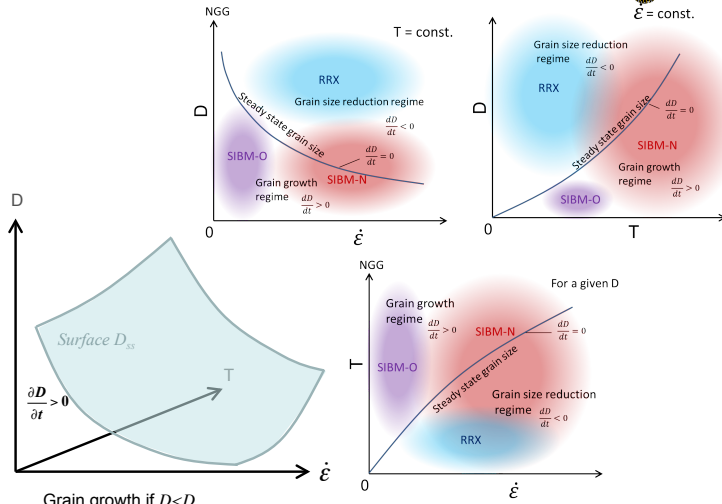 NGG
T = const.
D
RRX
Grain size reduction regime
dD/dt < 0
Steady state grain size
dD/dt = 0
SIBM-O
SIBM-N
Grain growth
regime
dD/dt > 0
0
ε̇
ε̇ = const.
D
Grain size reduction
regime
dD/dt < 0
RRX
dD/dt = 0
Steady state grain size
SIBM-N
Grain growth
regime
dD/dt > 0
SIBM-O
0
T
D
Surface D_ss
T
∂D/∂t > 0
ε̇
NGG
For a given D
Grain growth
regime
dD/dt > 0
SIBM-N
dD/dt = 0
T
SIBM-O
Steady state grain size
Grain size reduction
regime
dD/dt < 0
RRX
0
ε̇
Grain growth if D<D